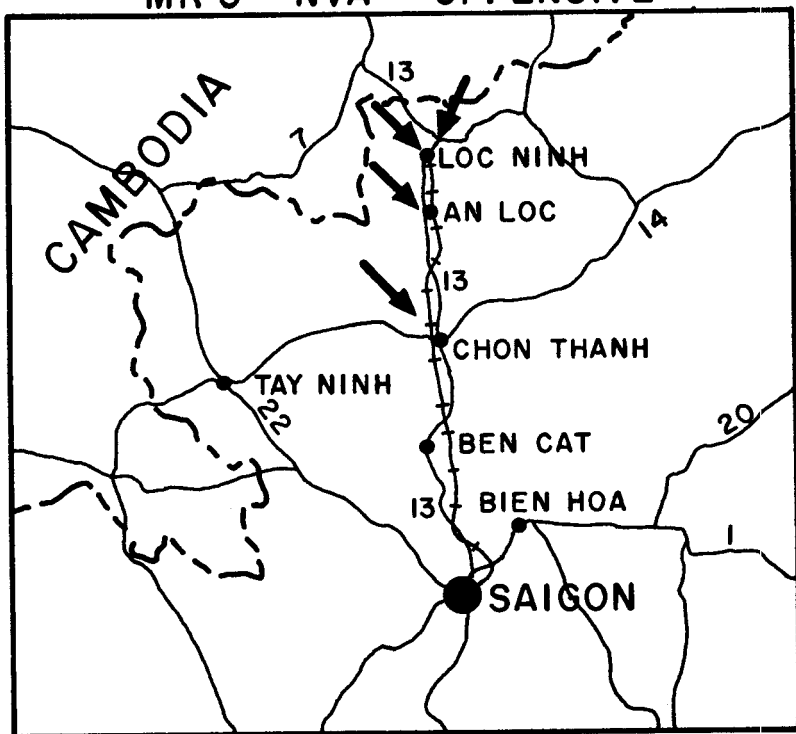 13
7
CAMBODIA
LOC NINH
AN LOC
14
13
CHON THANH
TAY NINH
22
20
BEN CAT
13
BIEN HOA
1
SAIGON